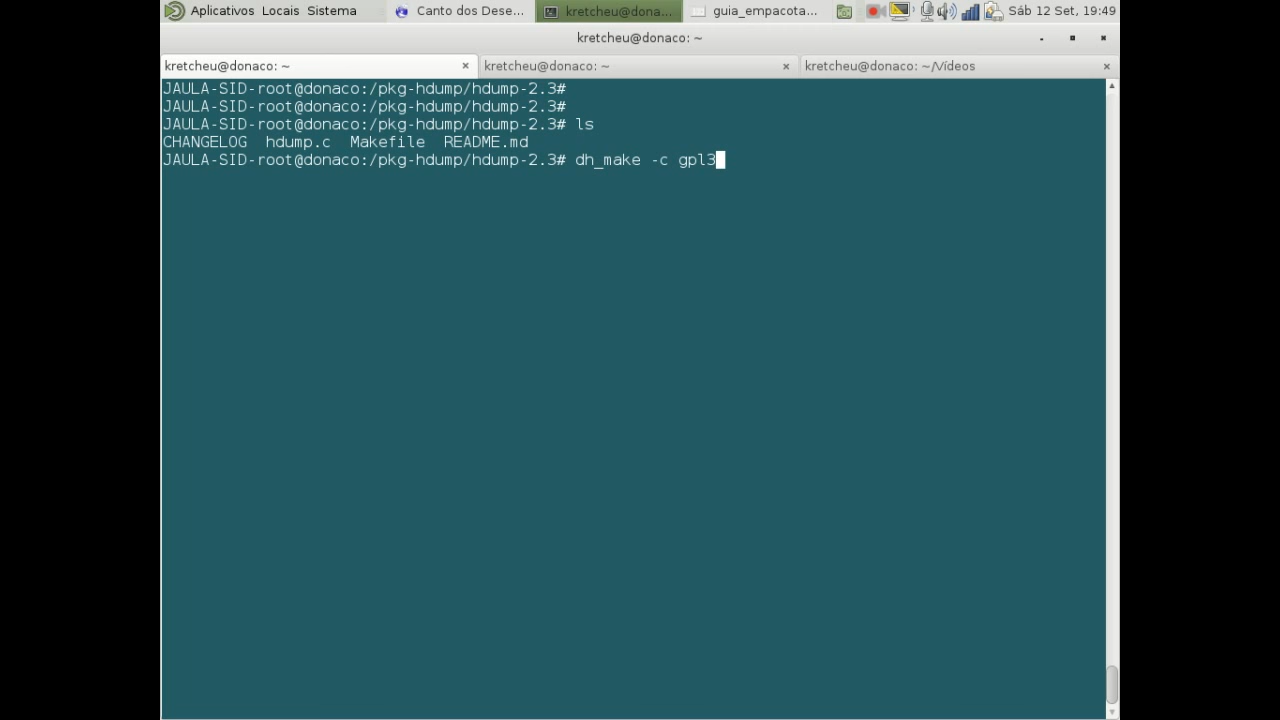 Aplicativos Locais Sistema Canto dos Dese... kretcheu@dona... guia_empacota... Sáb 12 Set, 19:49
kretcheu@donaco: ~
kretcheu@donaco: ~ kretcheu@donaco: ~ kretcheu@donaco: ~/Vídeos
JAULA-SID-root@donaco:/pkg-hdump/hdump-2.3#
JAULA-SID-root@donaco:/pkg-hdump/hdump-2.3#
JAULA-SID-root@donaco:/pkg-hdump/hdump-2.3# ls
CHANGELOG hdump.c Makefile README.md
JAULA-SID-root@donaco:/pkg-hdump/hdump-2.3# dh_make -c gpl3